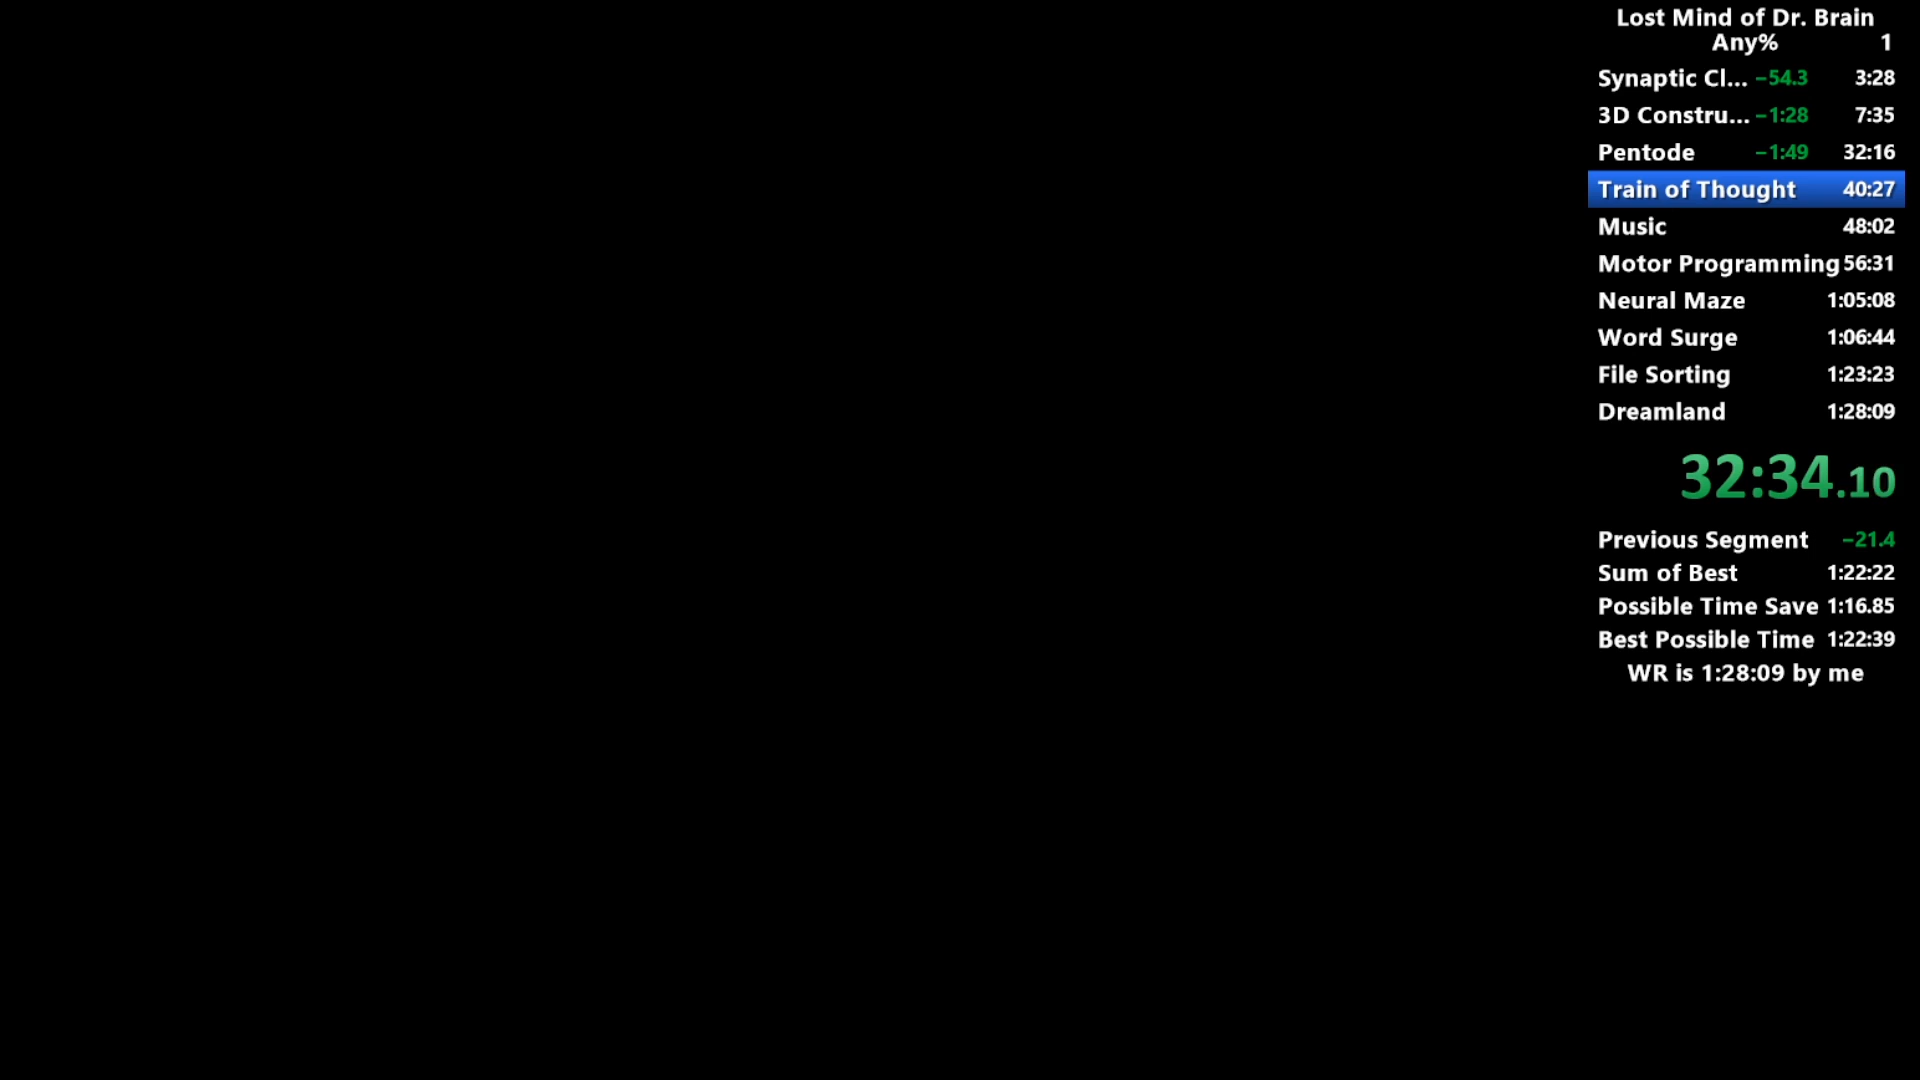 Lost Mind of Dr. Brain
Any% 1
Synaptic Cl... −54.3 3:28
3D Constru... −1:28 7:35
Pentode −1:49 32:16
Train of Thought 40:27
Music 48:02
Motor Programming 56:31
Neural Maze 1:05:08
Word Surge 1:06:44
File Sorting 1:23:23
Dreamland 1:28:09
32:34.10
Previous Segment −21.4
Sum of Best 1:22:22
Possible Time Save 1:16.85
Best Possible Time 1:22:39
WR is 1:28:09 by me